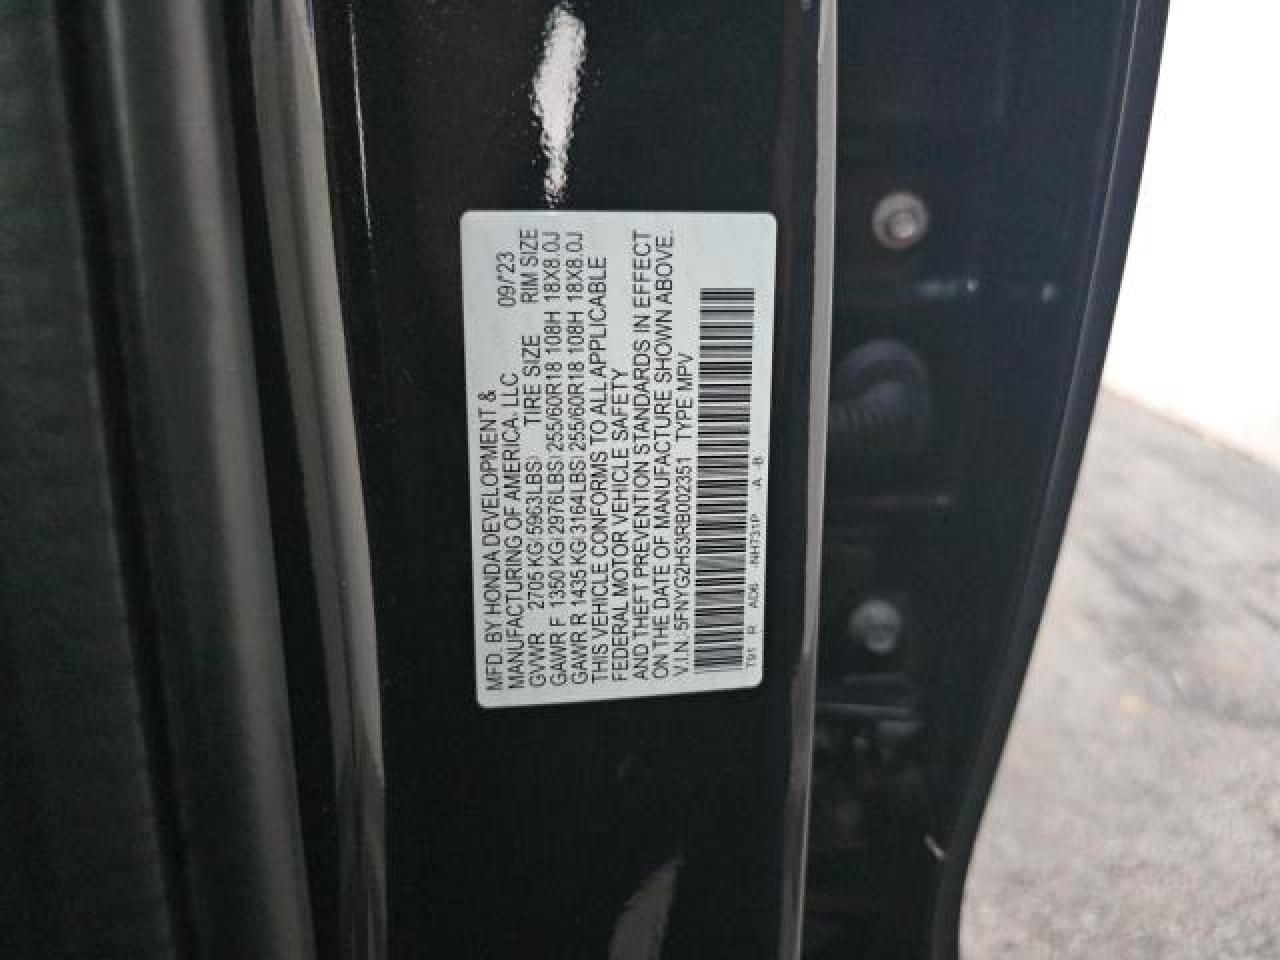 MFD. BY HONDA DEVELOPMENT &
MANUFACTURING OF AMERICA, LLC 09/'23
GVWR 2705 KG(5963LBS) TIRE SIZE RIM SIZE
GAWR F 1350 KG(2976LBS) 255/60R18 108H 18X8.0J
GAWR R 1435 KG(3164LBS) 255/60R18 108H 18X8.0J
THIS VEHICLE CONFORMS TO ALL APPLICABLE
FEDERAL MOTOR VEHICLE SAFETY
AND THEFT PREVENTION STANDARDS IN EFFECT
ON THE DATE OF MANUFACTURE SHOWN ABOVE.
V.I.N. 5FNYG2H53RB002351 TYPE MPV
T91 R AD6 -NH731P -A -B